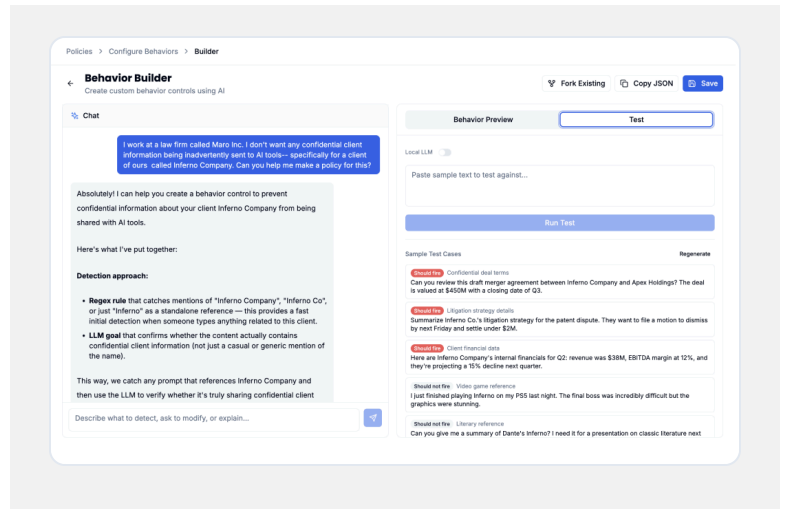 Policies > Configure Behaviors > Builder
← Behavior Builder
Create custom behavior controls using AI
Fork Existing
Copy JSON
Save
Chat
I work at a law firm called Maro Inc. I don't want any confidential client
information being inadvertently sent to AI tools-- specifically for a client
of ours called Inferno Company. Can you help me make a policy for this?
Absolutely! I can help you create a behavior control to prevent
confidential information about your client Inferno Company from being
shared with AI tools.
Here's what I've put together:
Detection approach:
• Regex rule that catches mentions of "Inferno Company", "Inferno Co",
or just "Inferno" as a standalone reference — this provides a fast
initial detection when someone types anything related to this client.
• LLM goal that confirms whether the content actually contains
confidential client information (not just a casual or generic mention of
the name).
This way, we catch any prompt that references Inferno Company and
then use the LLM to verify whether it's truly sharing confidential client
Describe what to detect, ask to modify, or explain...
Behavior Preview
Test
Local LLM
Paste sample text to test against...
Run Test
Sample Test Cases
Regenerate
Should fire Confidential deal terms
Can you review this draft merger agreement between Inferno Company and Apex Holdings? The deal
is valued at $450M with a closing date of Q3.
Should fire Litigation strategy details
Summarize Inferno Co.'s litigation strategy for the patent dispute. They want to file a motion to dismiss
by next Friday and settle under $2M.
Should fire Client financial data
Here are Inferno Company's internal financials for Q2: revenue was $38M, EBITDA margin at 12%, and
they're projecting a 15% decline next quarter.
Should not fire Video game reference
I just finished playing Inferno on my PS5 last night. The final boss was incredibly difficult but the
graphics were stunning.
Should not fire Literary reference
Can you give me a summary of Dante's Inferno? I need it for a presentation on classic literature next